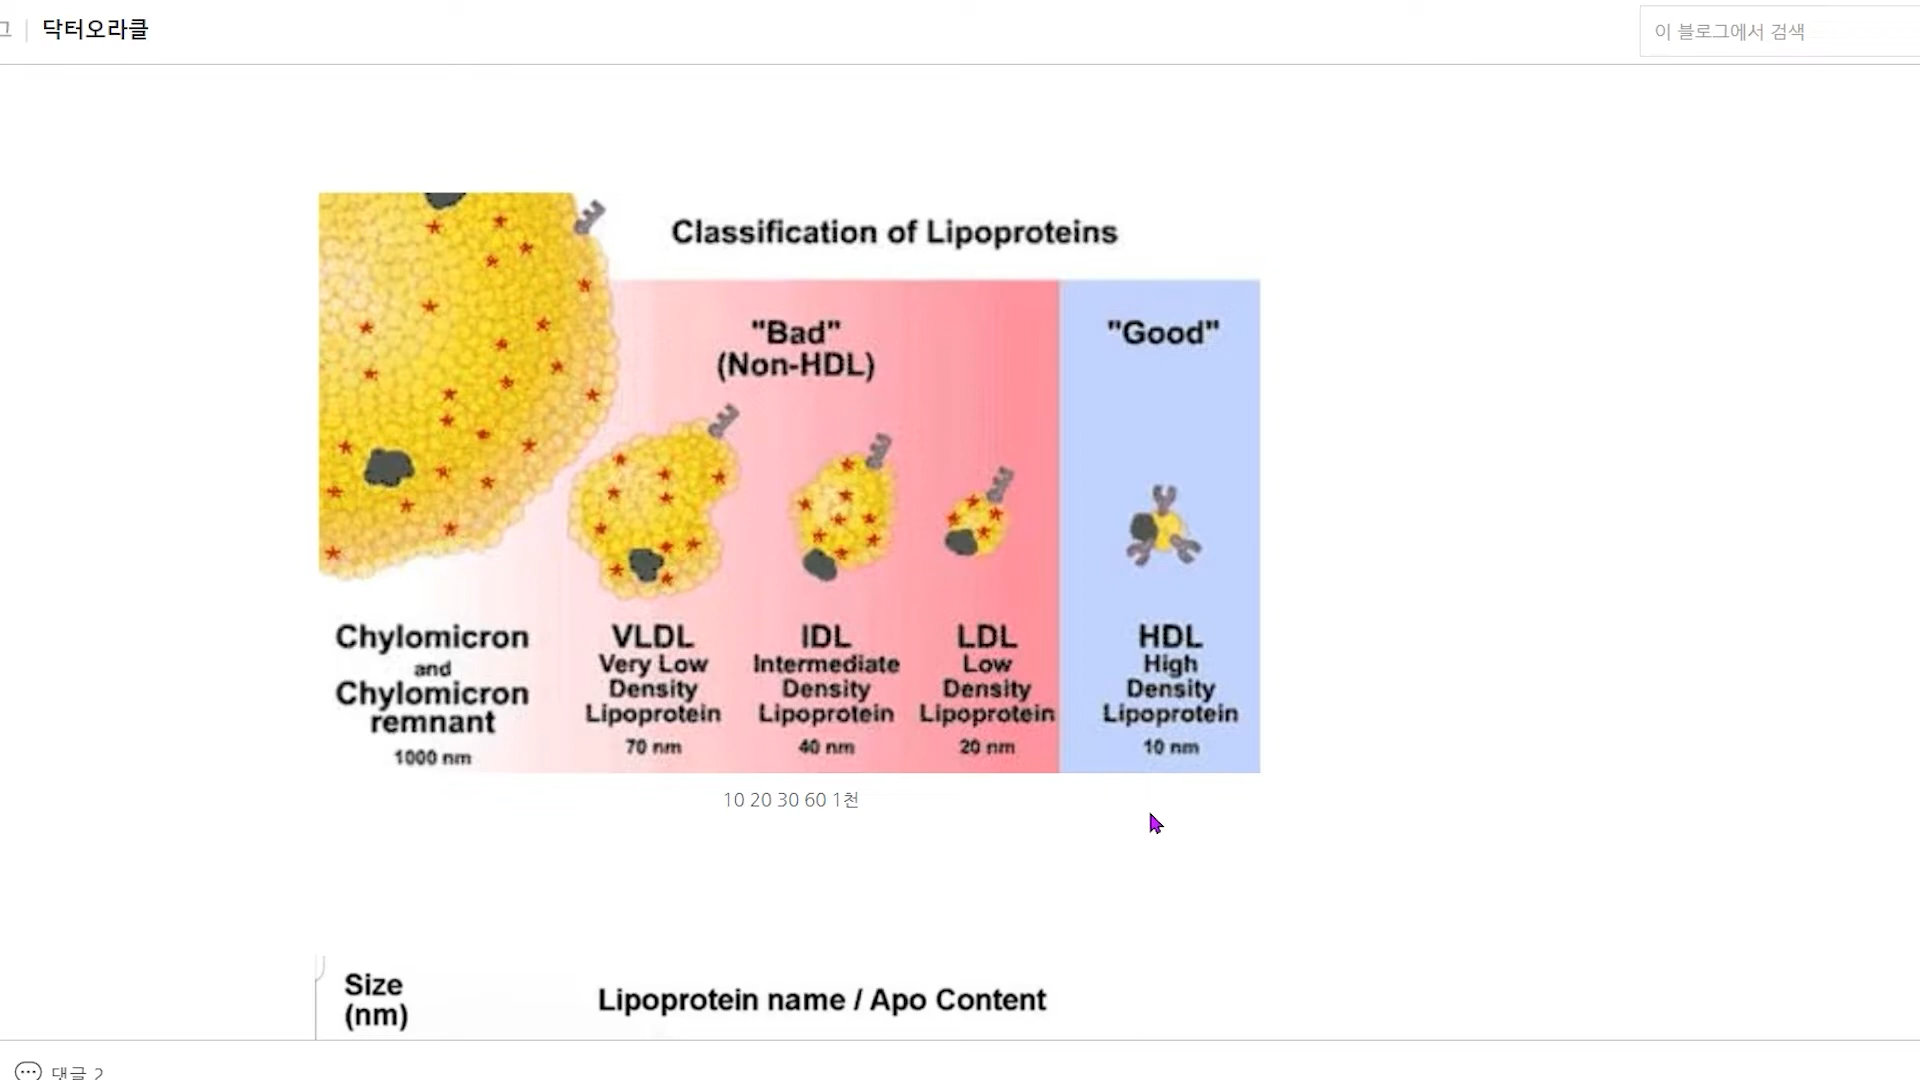 그 | 닥터오라클
이 블로그에서 검색
Classification of Lipoproteins
"Bad"
(Non-HDL)
"Good"
Chylomicron
and
Chylomicron
remnant
1000 nm
VLDL
Very Low
Density
Lipoprotein
70 nm
IDL
Intermediate
Density
Lipoprotein
40 nm
LDL
Low
Density
Lipoprotein
20 nm
HDL
High
Density
Lipoprotein
10 nm
10 20 30 60 1천
Size
(nm)
Lipoprotein name / Apo Content
댓글 2